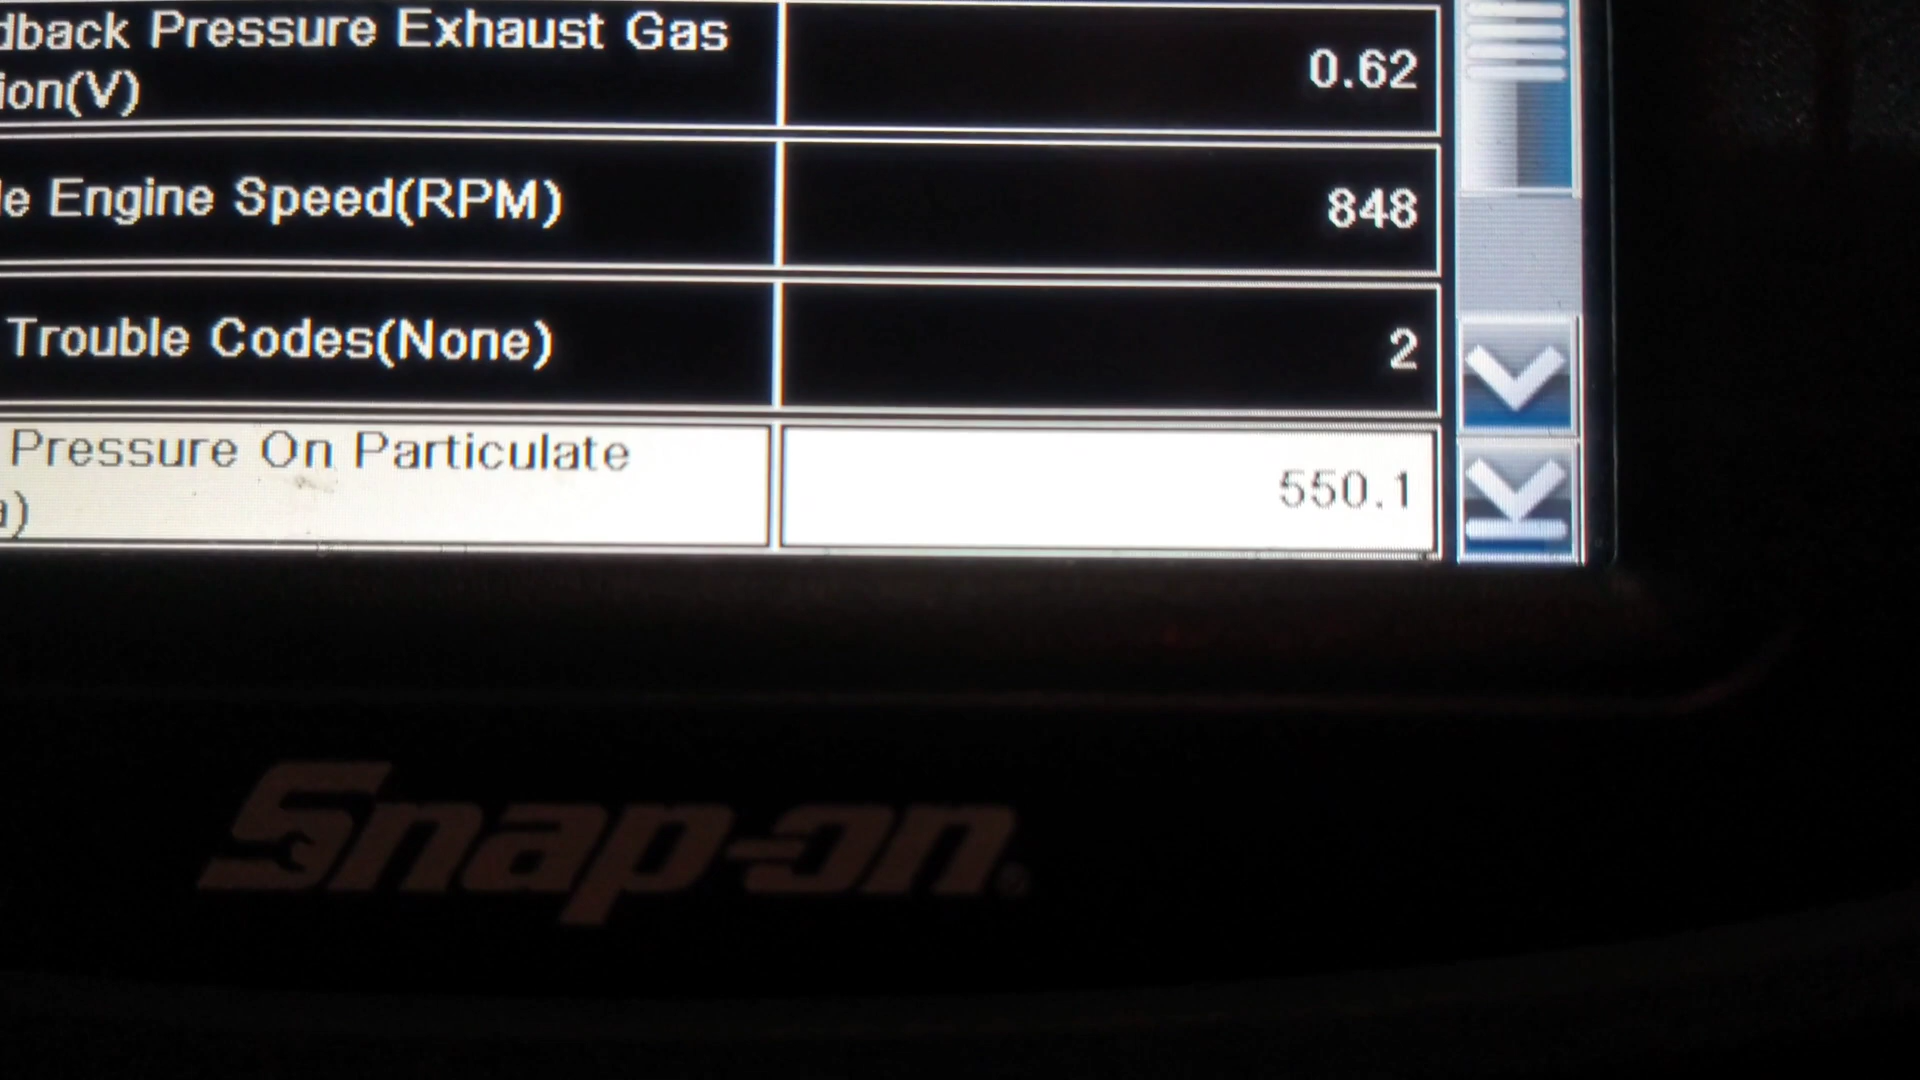 dback Pressure Exhaust Gas
ion(V)
0.62
le Engine Speed(RPM)
848
Trouble Codes(None)
2
Pressure On Particulate
a)
550.1
Snap-on